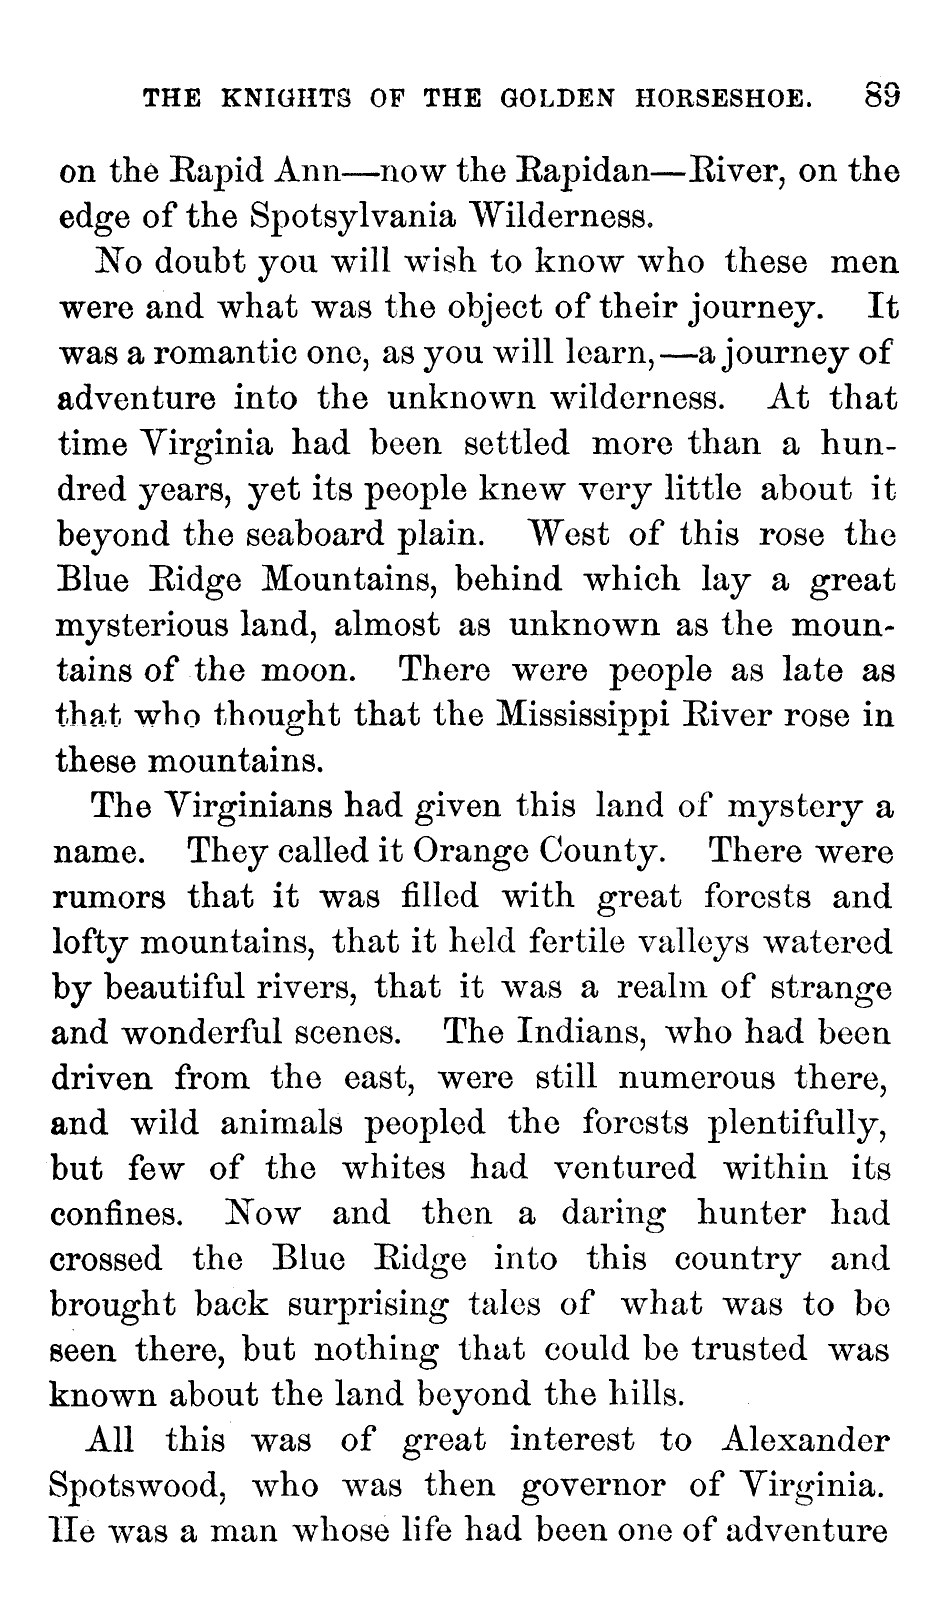 THE KNIGHTS OF THE GOLDEN HORSESHOE. 89
on the Rapid Ann—now the Rapidan—River, on the
edge of the Spotsylvania Wilderness.
No doubt you will wish to know who these men
were and what was the object of their journey. It
was a romantic one, as you will learn,—a journey of
adventure into the unknown wilderness. At that
time Virginia had been settled more than a hun-
dred years, yet its people knew very little about it
beyond the seaboard plain. West of this rose the
Blue Ridge Mountains, behind which lay a great
mysterious land, almost as unknown as the moun-
tains of the moon. There were people as late as
that who thought that the Mississippi River rose in
these mountains.
The Virginians had given this land of mystery a
name. They called it Orange County. There were
rumors that it was filled with great forests and
lofty mountains, that it held fertile valleys watered
by beautiful rivers, that it was a realm of strange
and wonderful scenes. The Indians, who had been
driven from the east, were still numerous there,
and wild animals peopled the forests plentifully,
but few of the whites had ventured within its
confines. Now and then a daring hunter had
crossed the Blue Ridge into this country and
brought back surprising tales of what was to be
seen there, but nothing that could be trusted was
known about the land beyond the hills.
All this was of great interest to Alexander
Spotswood, who was then governor of Virginia.
He was a man whose life had been one of adventure